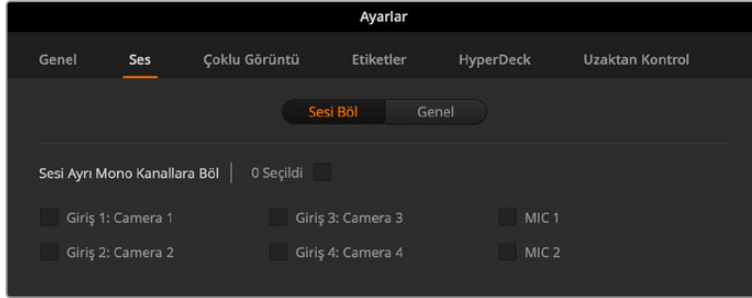 Ayarlar
Genel Ses Çoklu Görüntü Etiketler HyperDeck Uzaktan Kontrol
Sesi Böl Genel
Sesi Ayrı Mono Kanallara Böl 0 Seçildi
Giriş 1: Camera 1 Giriş 3: Camera 3 MIC 1
Giriş 2: Camera 2 Giriş 4: Camera 4 MIC 2